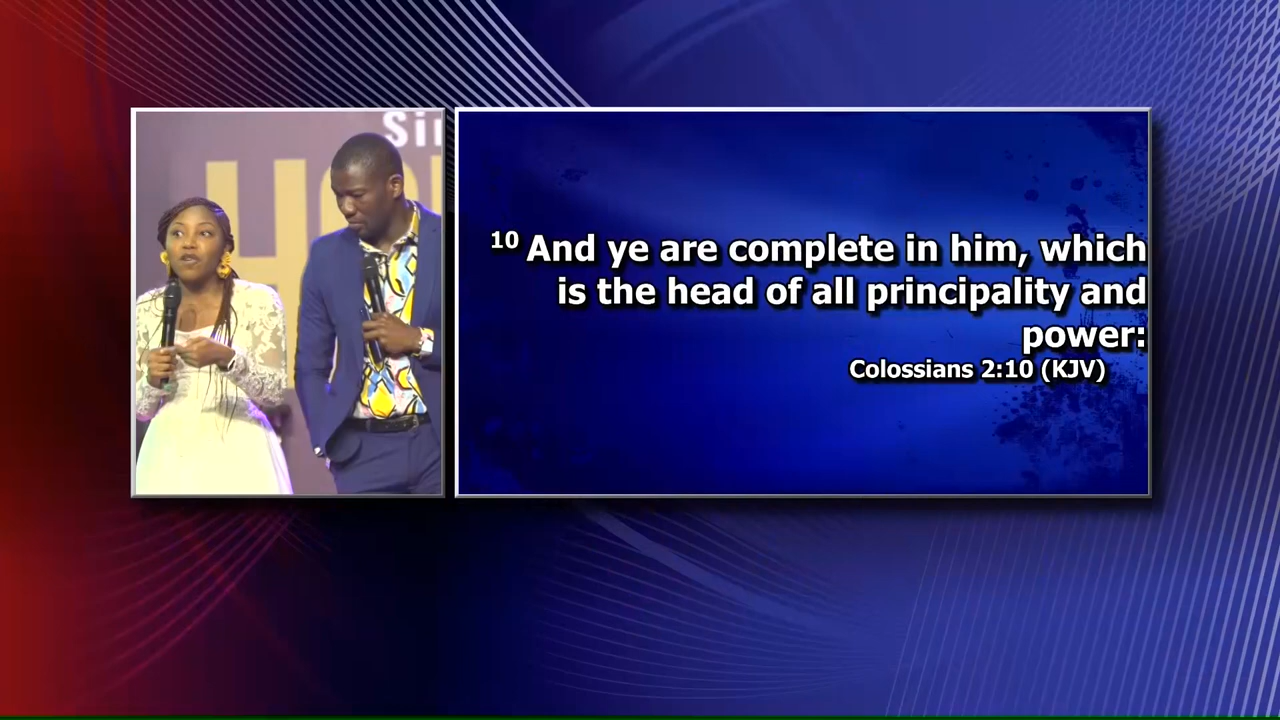 Sin
10 And ye are complete in him, which
is the head of all principality and
power:
Colossians 2:10 (KJV)